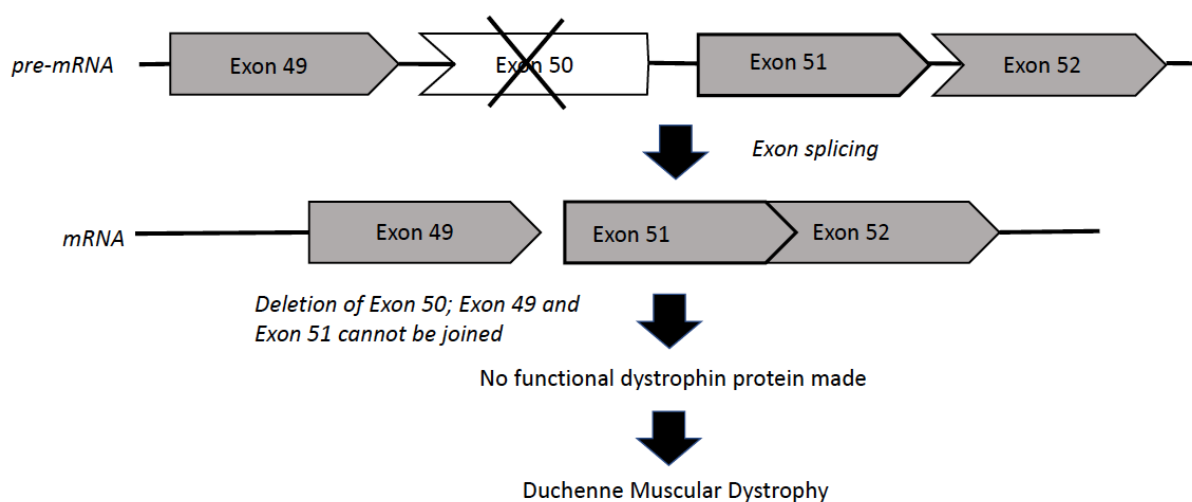 pre-mRNA
Exon 49
Exon 50
Exon 51
Exon 52
Exon splicing
mRNA
Exon 49
Exon 51
Exon 52
Deletion of Exon 50; Exon 49 and
Exon 51 cannot be joined
No functional dystrophin protein made
Duchenne Muscular Dystrophy